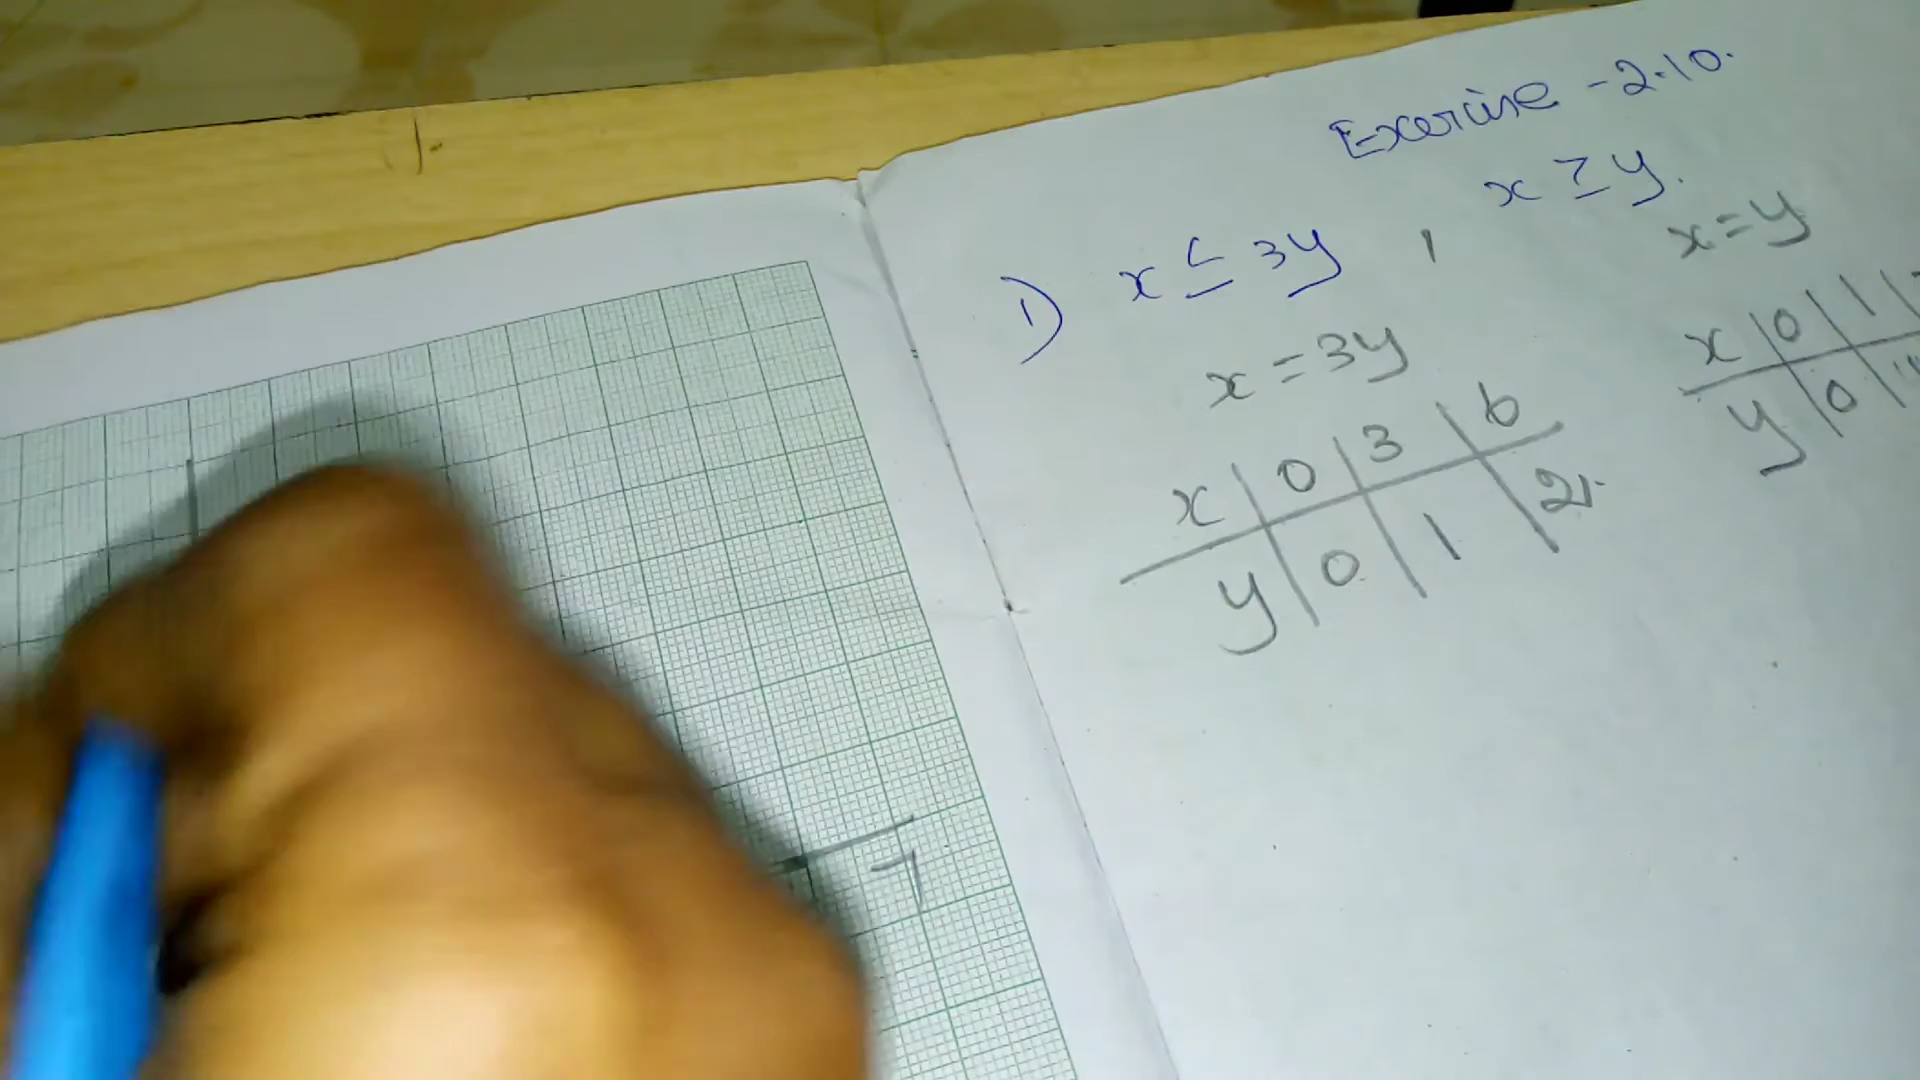 Exercise - 2.10.
1) x ≤ 3y , x ≥ y.
x = 3y x = y
x | 0 | 3 | 6
y | 0 | 1 | 2
x | 0 | 1 |
y | 0 |
7